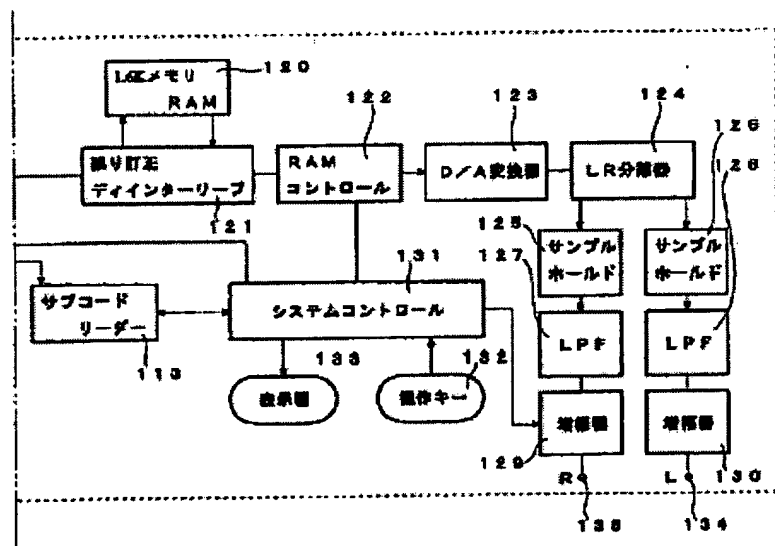 16Kメモリ
RAM
120
122
123
124
126
128
誤り訂正
ディインターリーブ
121
RAM
コントロール
D/A変換器
LR分離器
125
127
サンプル
ホールド
サンプル
ホールド
131
サブコード
リーダー
113
システムコントロール
LPF
LPF
133
132
表示器
操作キー
増幅器
増幅器
129
130
R
L
135
134